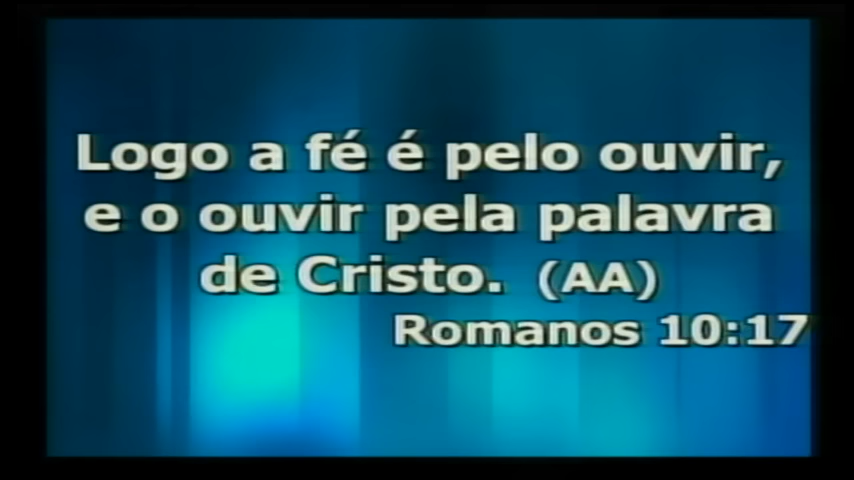 Logo a fé é pelo ouvir,
e o ouvir pela palavra
de Cristo. (AA)
Romanos 10:17